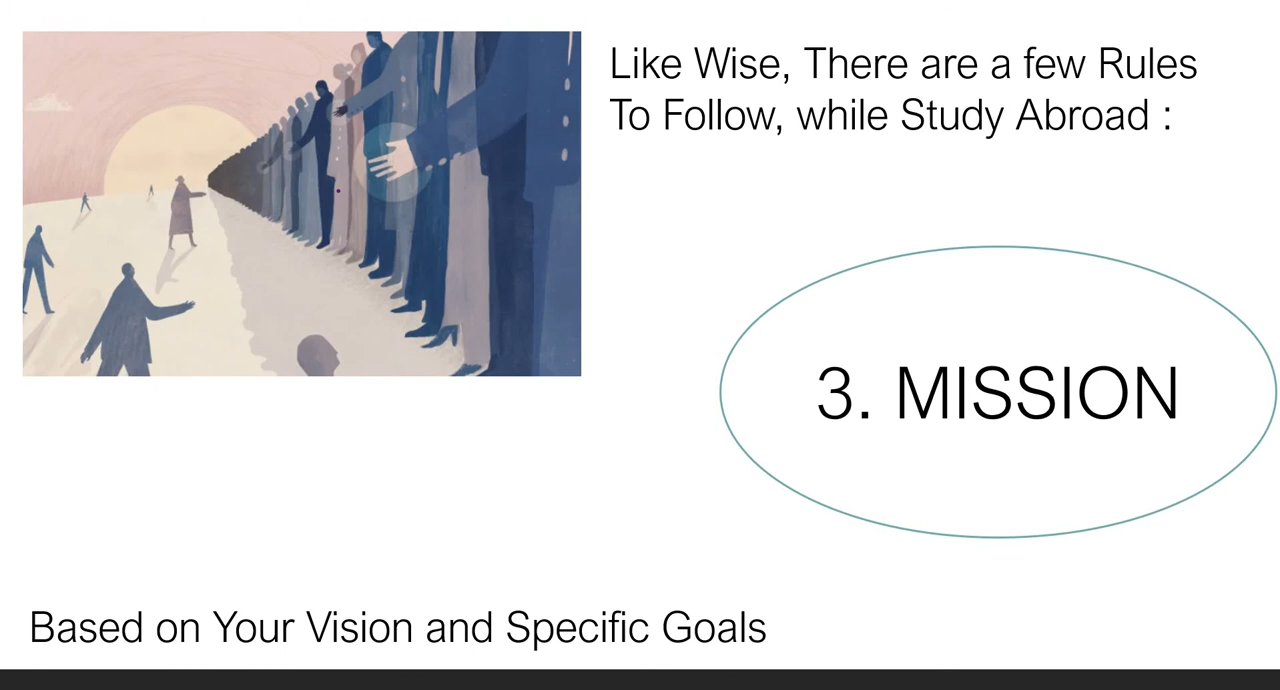 Like Wise, There are a few Rules
To Follow, while Study Abroad :
3. MISSION
Based on Your Vision and Specific Goals